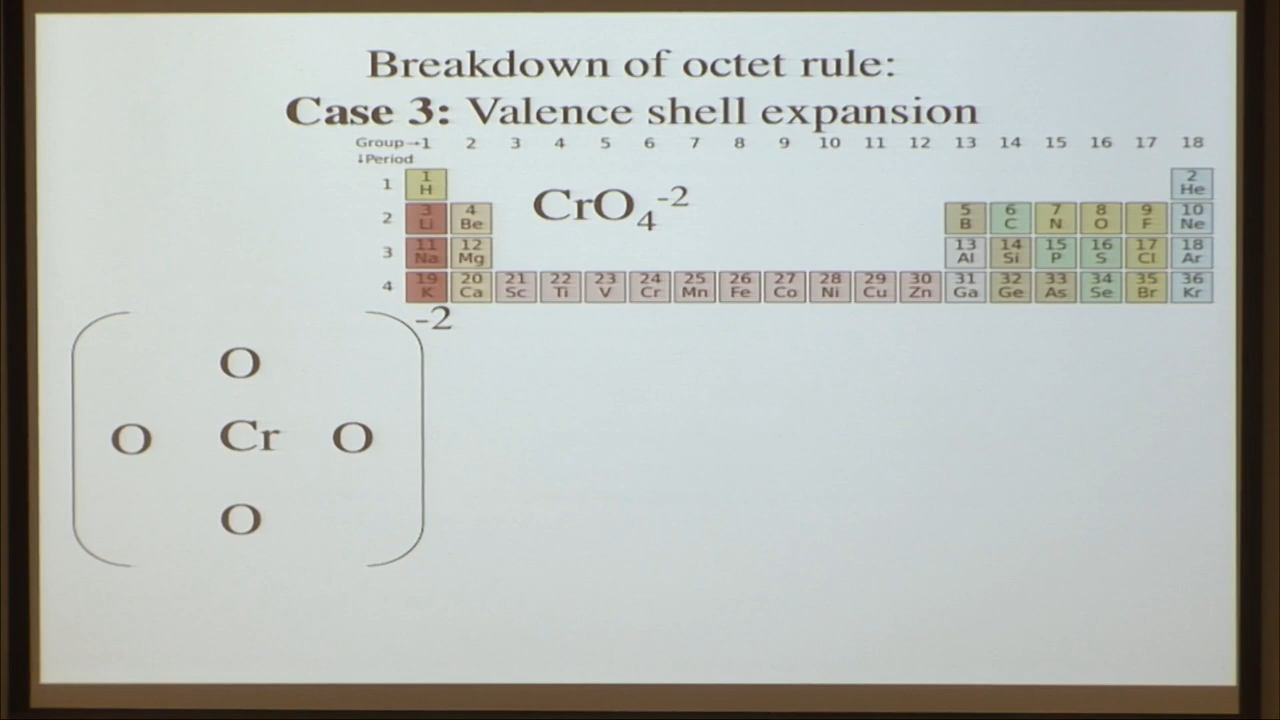 Breakdown of octet rule:
Case 3: Valence shell expansion
Group→1 2 3 4 5 6 7 8 9 10 11 12 13 14 15 16 17 18
↓Period
1 1 2
H He
CrO₄⁻²
2 3 4 5 6 7 8 9 10
Li Be B C N O F Ne
3 11 12 13 14 15 16 17 18
Na Mg Al Si P S Cl Ar
4 19 20 21 22 23 24 25 26 27 28 29 30 31 32 33 34 35 36
K Ca Sc Ti V Cr Mn Fe Co Ni Cu Zn Ga Ge As Se Br Kr
-2
O
O Cr O
O